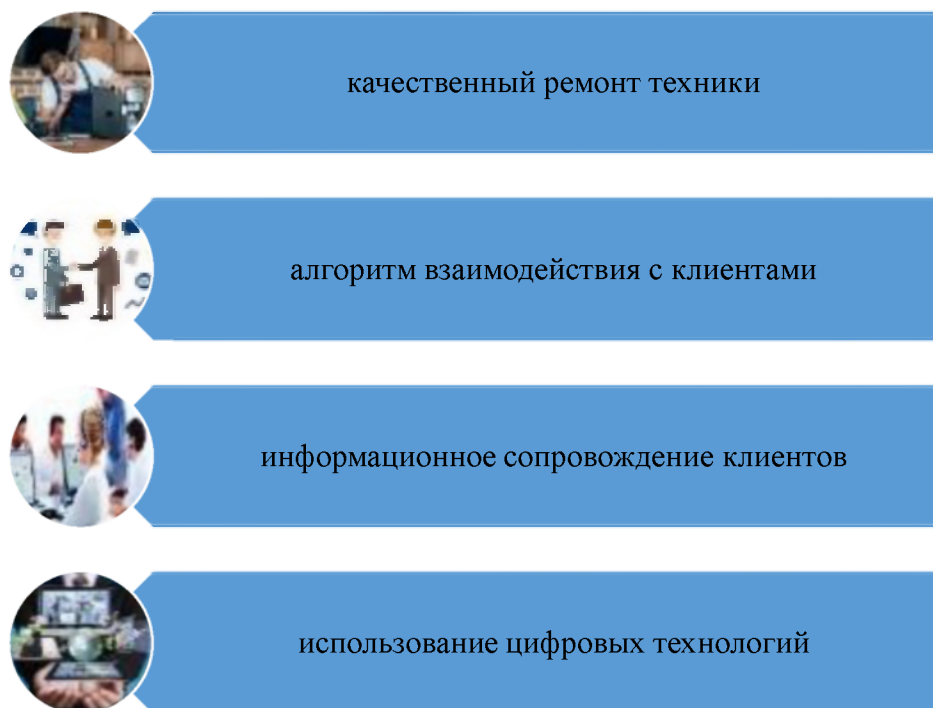 качественный ремонт техники
алгоритм взаимодействия с клиентами
информационное сопровождение клиентов
использование цифровых технологий